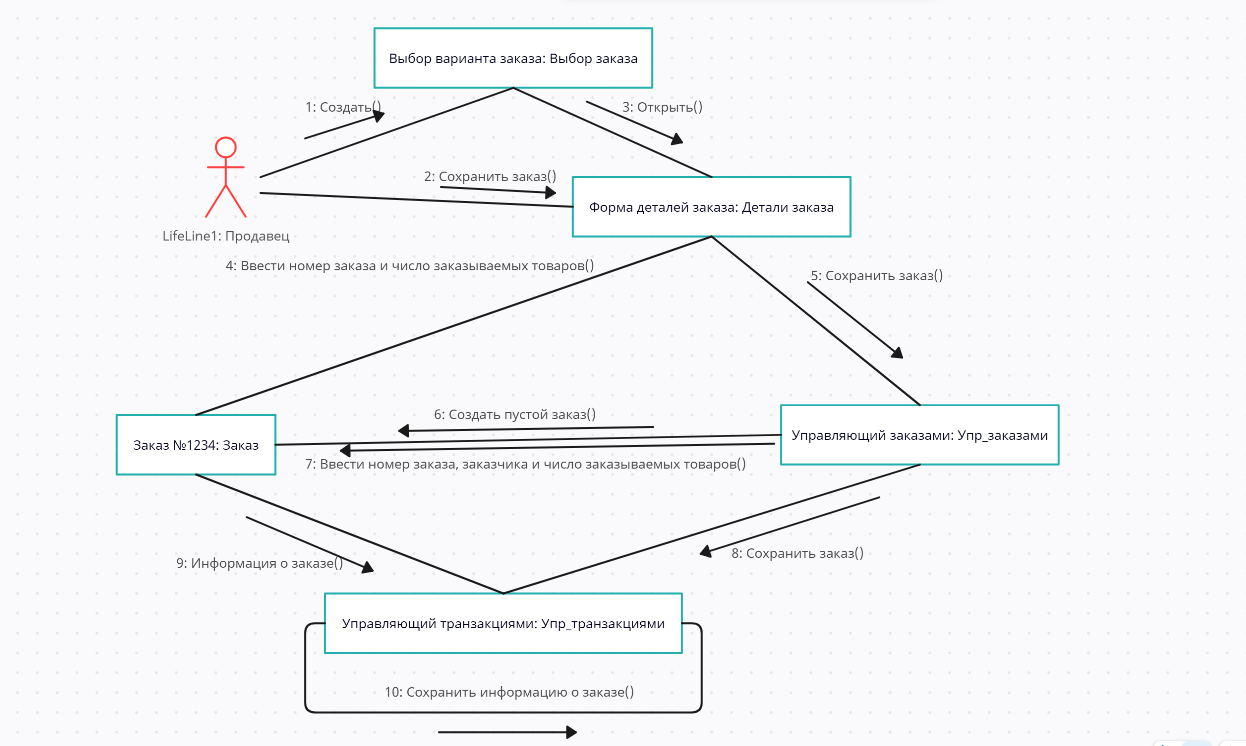 Выбор варианта заказа: Выбор заказа
1: Создать()
3: Открыть()
2: Сохранить заказ()
Форма деталей заказа: Детали заказа
LifeLine1: Продавец
4: Ввести номер заказа и число заказываемых товаров()
5: Сохранить заказ()
6: Создать пустой заказ()
Заказ №1234: Заказ
Управляющий заказами: Упр_заказами
7: Ввести номер заказа, заказчика и число заказываемых товаров()
8: Сохранить заказ()
9: Информация о заказе()
Управляющий транзакциями: Упр_транзакциями
10: Сохранить информацию о заказе()